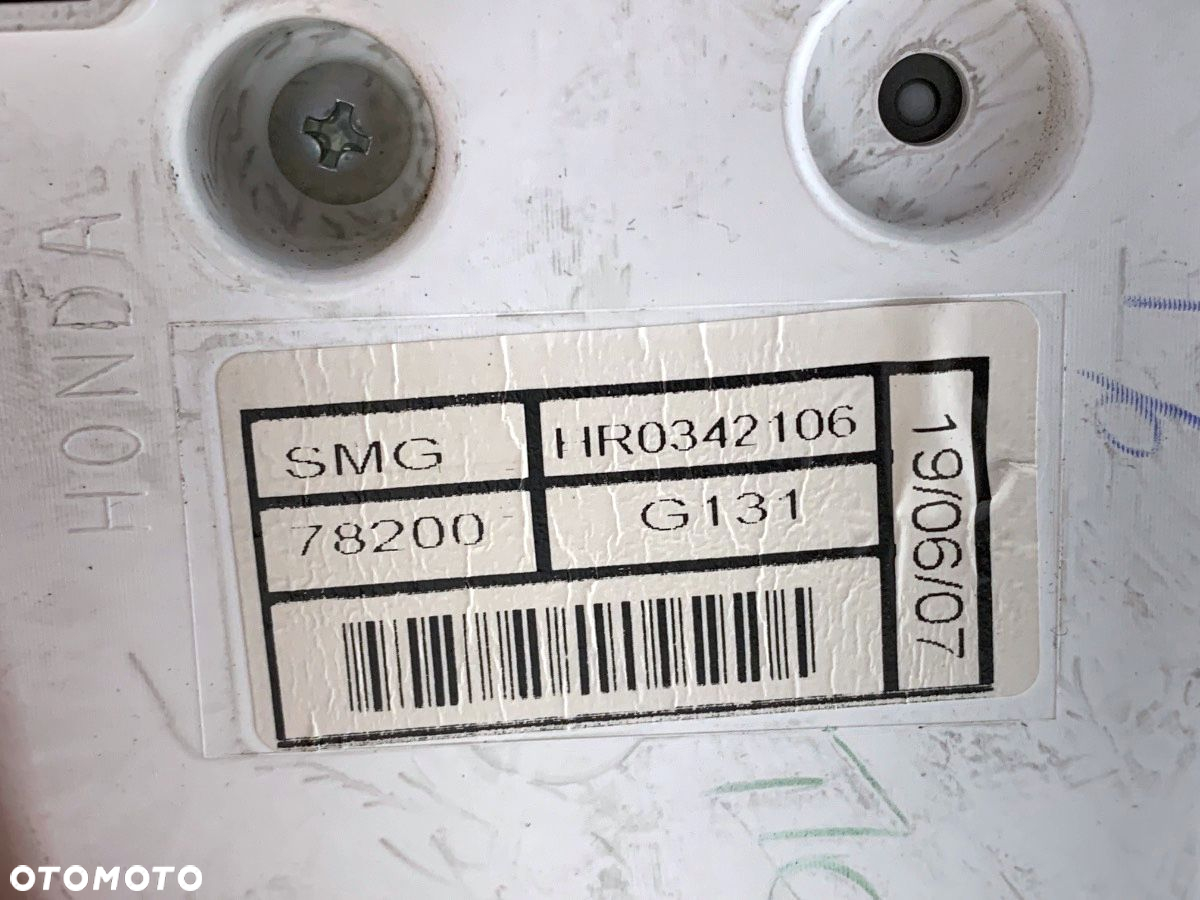 HONDA
SMG
HR0342106
78200
G131
19/06/07
OTOMOTO